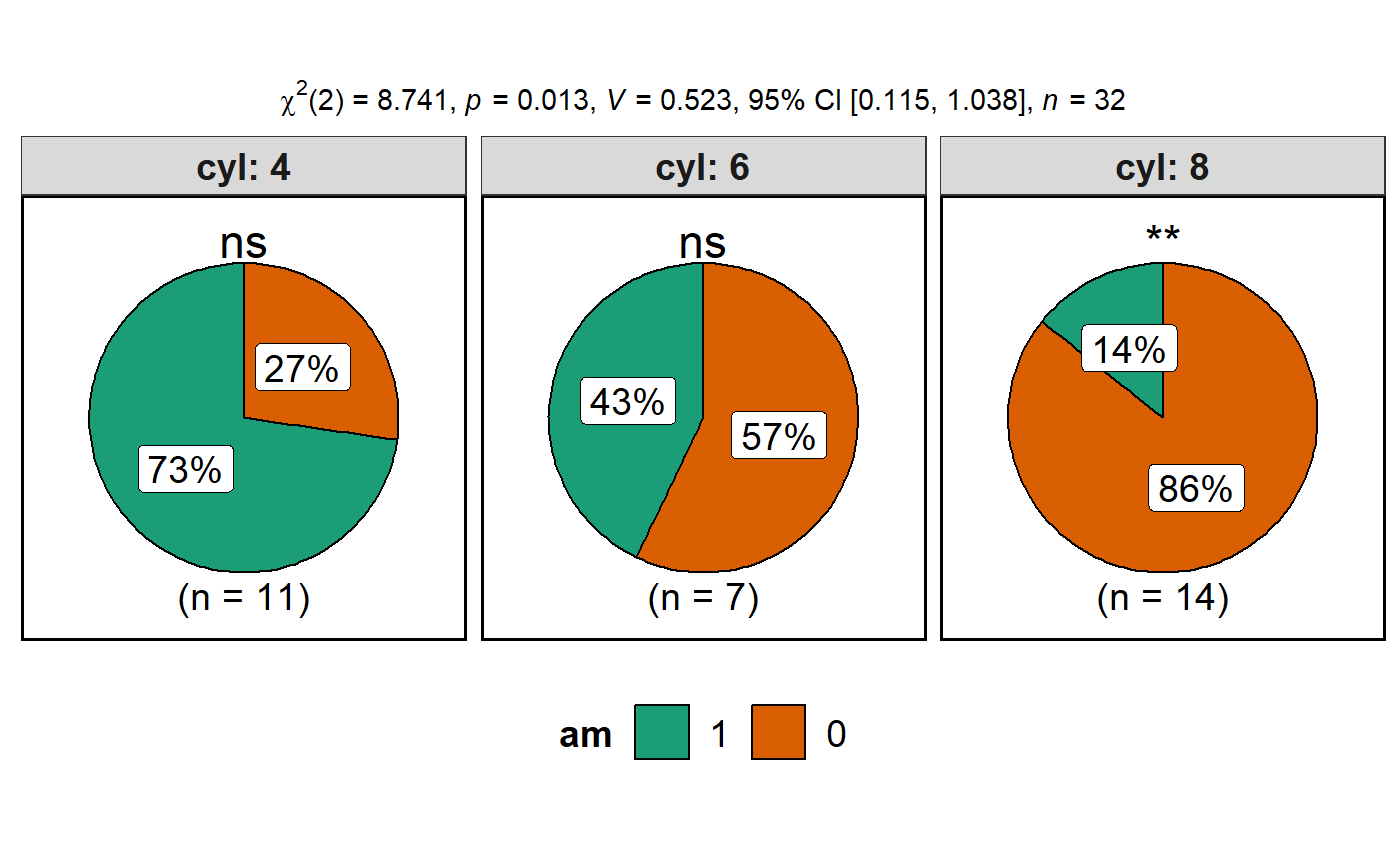 χ²(2) = 8.741, p = 0.013, V = 0.523, 95% CI [0.115, 1.038], n = 32
cyl: 4
cyl: 6
cyl: 8
ns
ns
**
27%
73%
43%
57%
14%
86%
(n = 11)
(n = 7)
(n = 14)
am 1 0